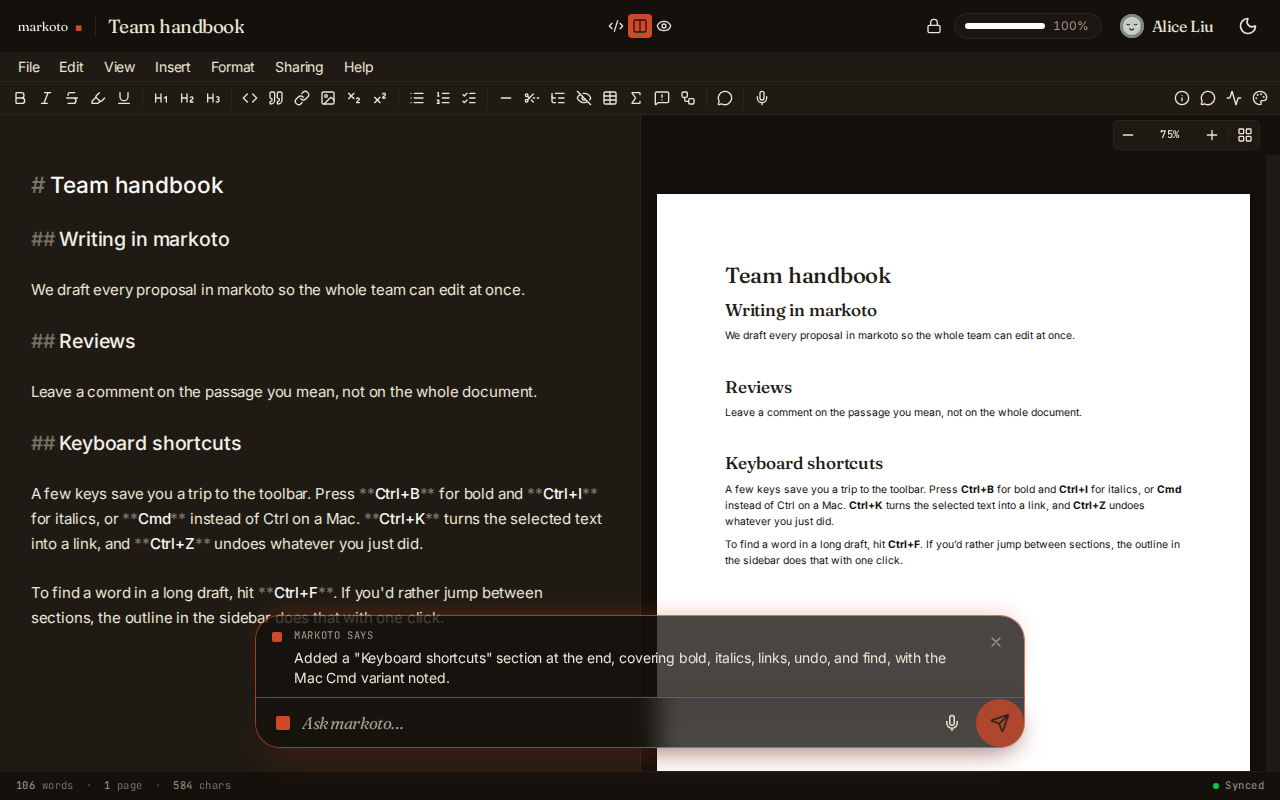 markoto
Team handbook
100%
Alice Liu
File Edit View Insert Format Sharing Help
H1 H2 H3
X2 X2
75%
# Team handbook
## Writing in markoto
We draft every proposal in markoto so the whole team can edit at once.
## Reviews
Leave a comment on the passage you mean, not on the whole document.
## Keyboard shortcuts
A few keys save you a trip to the toolbar. Press **Ctrl+B** for bold and **Ctrl+I**
for italics, or **Cmd** instead of Ctrl on a Mac. **Ctrl+K** turns the selected text
into a link, and **Ctrl+Z** undoes whatever you just did.
To find a word in a long draft, hit **Ctrl+F**. If you'd rather jump between
sections, the outline in the sidebar does that with one click.
Team handbook
Writing in markoto
We draft every proposal in markoto so the whole team can edit at once.
Reviews
Leave a comment on the passage you mean, not on the whole document.
Keyboard shortcuts
A few keys save you a trip to the toolbar. Press Ctrl+B for bold and Ctrl+I for italics, or Cmd
instead of Ctrl on a Mac. Ctrl+K turns the selected text into a link, and Ctrl+Z undoes
whatever you just did.
To find a word in a long draft, hit Ctrl+F. If you'd rather jump between sections, the outline in
the sidebar does that with one click.
MARKOTO SAYS
Added a "Keyboard shortcuts" section at the end, covering bold, italics, links, undo, and find, with the
Mac Cmd variant noted.
Ask markoto...
106 words · 1 page · 584 chars
Synced